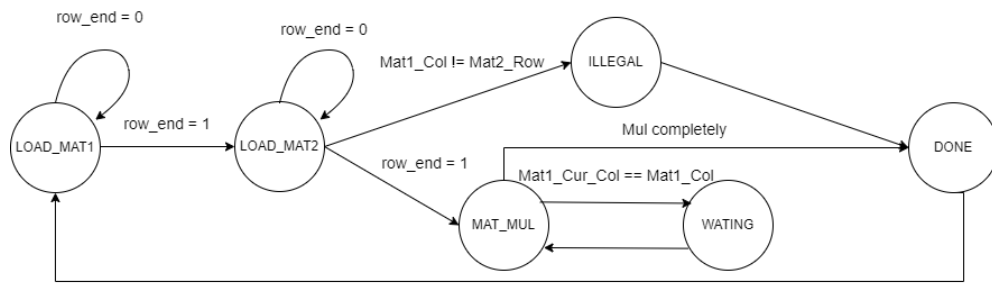 row_end = 0
row_end = 0
Mat1_Col != Mat2_Row
ILLEGAL
row_end = 1
Mul completely
LOAD_MAT1
LOAD_MAT2
DONE
row_end = 1
Mat1_Cur_Col == Mat1_Col
MAT_MUL
WATING